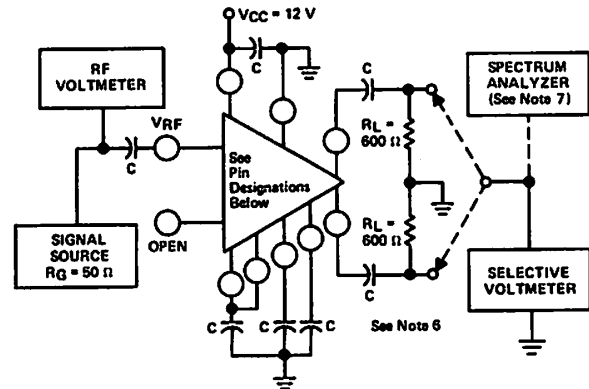 VCC = 12 V
C
RF
VOLTMETER
VRF
C
See
Pin
Designations
Below
OPEN
SIGNAL
SOURCE
RG = 50 Ω
C
RL =
600 Ω
RL =
600 Ω
C
C
C
C
See Note 6
SPECTRUM
ANALYZER
(See Note 7)
SELECTIVE
VOLTMETER